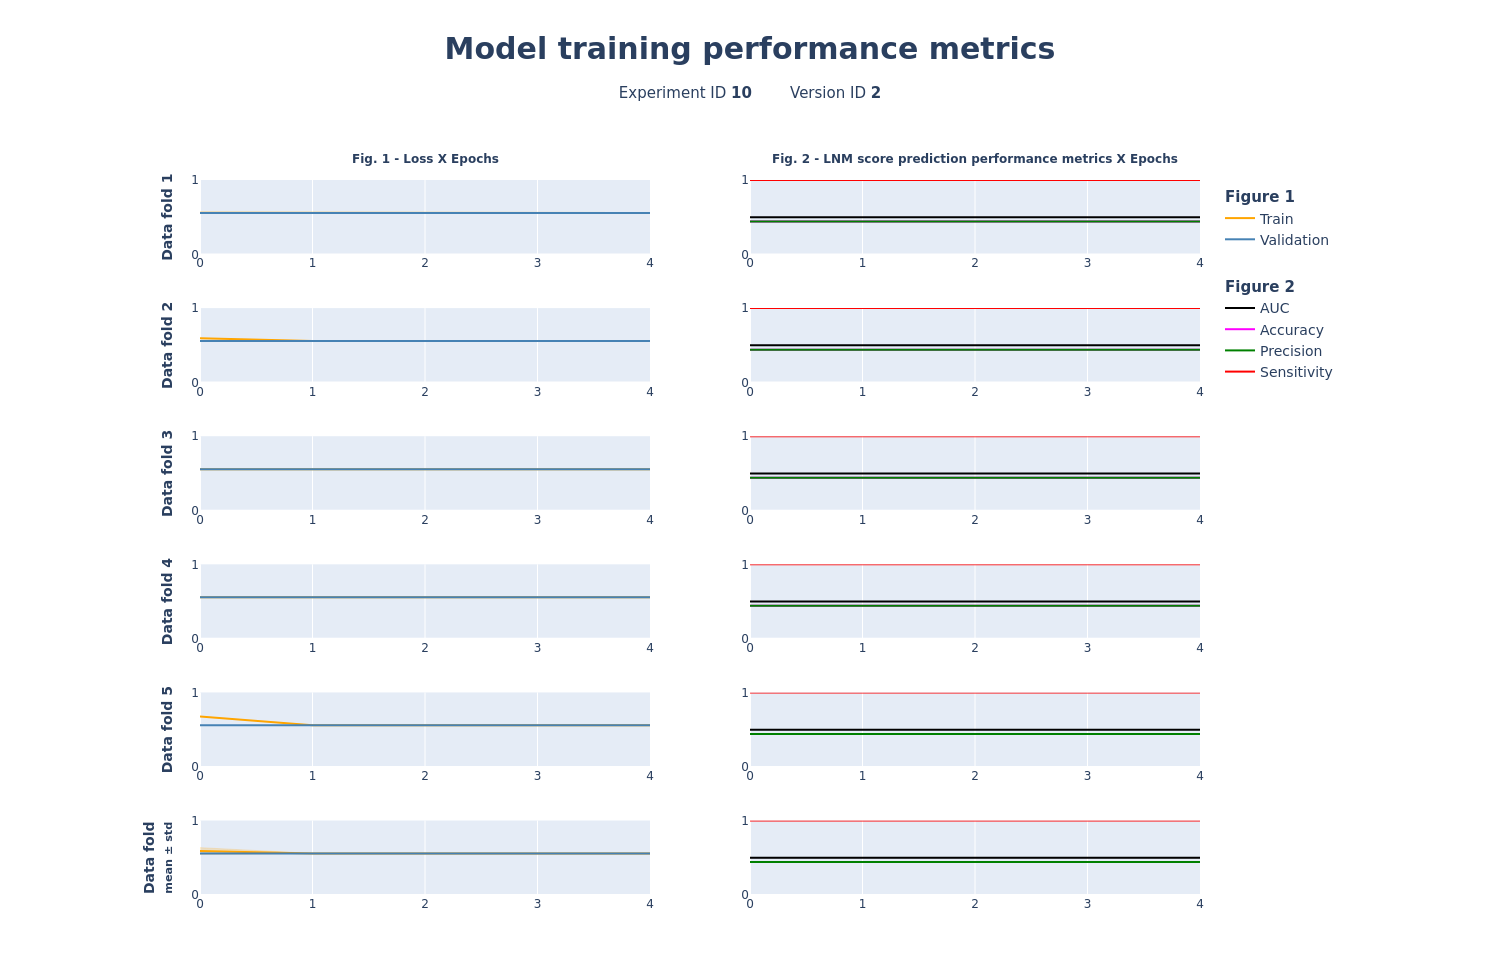 Model training performance metrics
Experiment ID 10 Version ID 2
Fig. 1 - Loss X Epochs
Fig. 2 - LNM score prediction performance metrics X Epochs
Data fold 1
1
0
0 1 2 3 4
1
0
0 1 2 3 4
Data fold 2
1
0
0 1 2 3 4
1
0
0 1 2 3 4
Data fold 3
1
0
0 1 2 3 4
1
0
0 1 2 3 4
Data fold 4
1
0
0 1 2 3 4
1
0
0 1 2 3 4
Data fold 5
1
0
0 1 2 3 4
1
0
0 1 2 3 4
Data fold
mean ± std
1
0
0 1 2 3 4
1
0
0 1 2 3 4
Figure 1
Train
Validation
Figure 2
AUC
Accuracy
Precision
Sensitivity